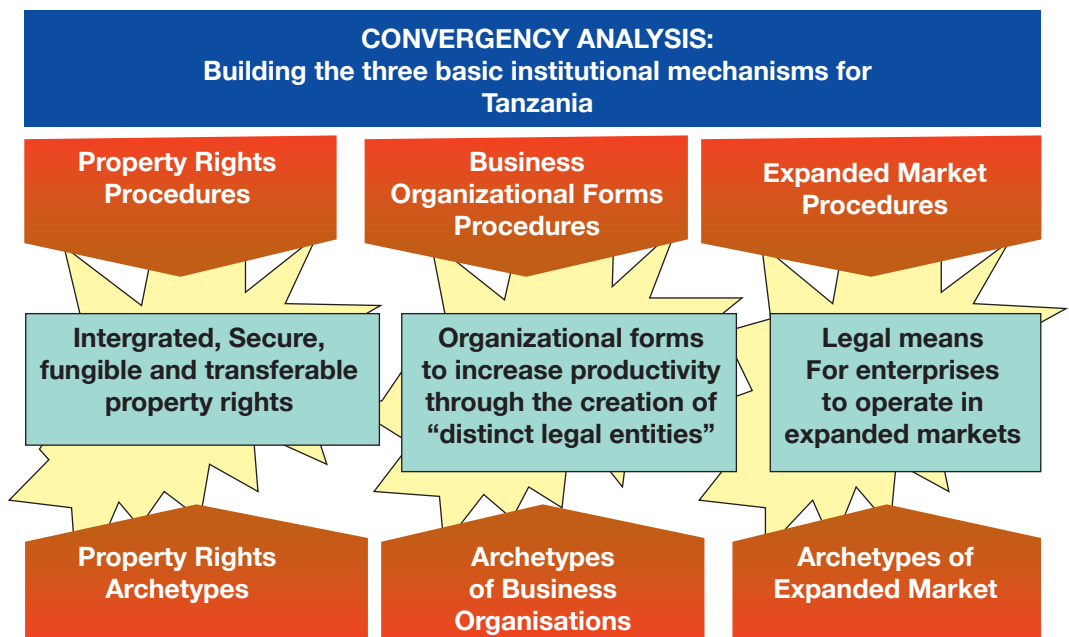 CONVERGENCY ANALYSIS:
Building the three basic institutional mechanisms for
Tanzania
Property Rights
Procedures
Business
Organizational Forms
Procedures
Expanded Market
Procedures
Intergrated, Secure,
fungible and transferable
property rights
Organizational forms
to increase productivity
through the creation of
“distinct legal entities”
Legal means
For enterprises
to operate in
expanded markets
Property Rights
Archetypes
Archetypes
of Business
Organisations
Archetypes of
Expanded Market